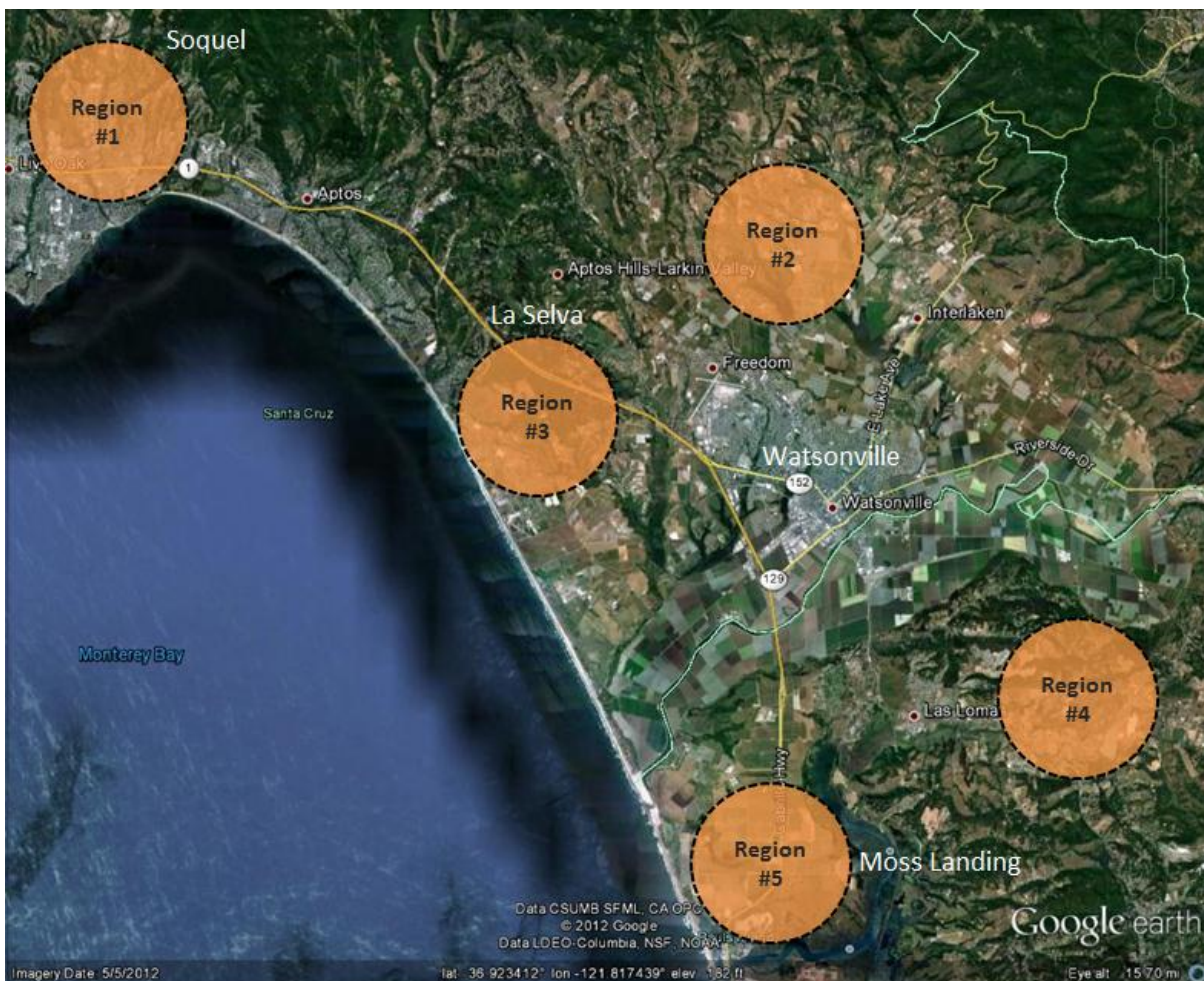 Soquel
Region
#1
1
Aptos
Region
#2
Aptos Hills-Larkin Valley
Interlaken
La Selva
Region
#3
Freedom
E Lake Ave
Santa Cruz
Watsonville
152
Riverside Dr
Watsonville
129
Monterey Bay
Region
#4
Las Loma
Hwy
Region
#5
Moss Landing
Data CSUMB SFML, CA OPC
© 2012 Google
Data LDEO-Columbia, NSF, NOAA
Google earth
Imagery Date: 5/5/2012
lat 36.923412° lon -121.817439° elev 182 ft
Eye alt 15.70 mi